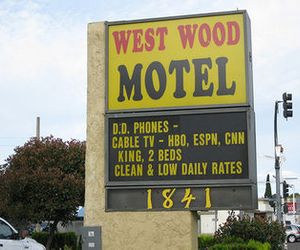 WEST WOOD
MOTEL
D.D. PHONES -
CABLE TV - HBO, ESPN, CNN
KING, 2 BEDS
CLEAN & LOW DAILY RATES
1841